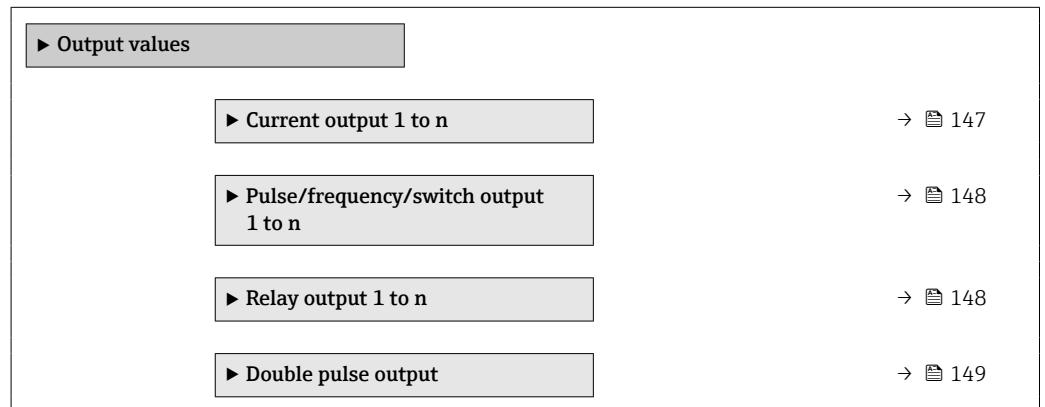 ▶ Output values
▶ Current output 1 to n → 147
▶ Pulse/frequency/switch output
1 to n → 148
▶ Relay output 1 to n → 148
▶ Double pulse output → 149